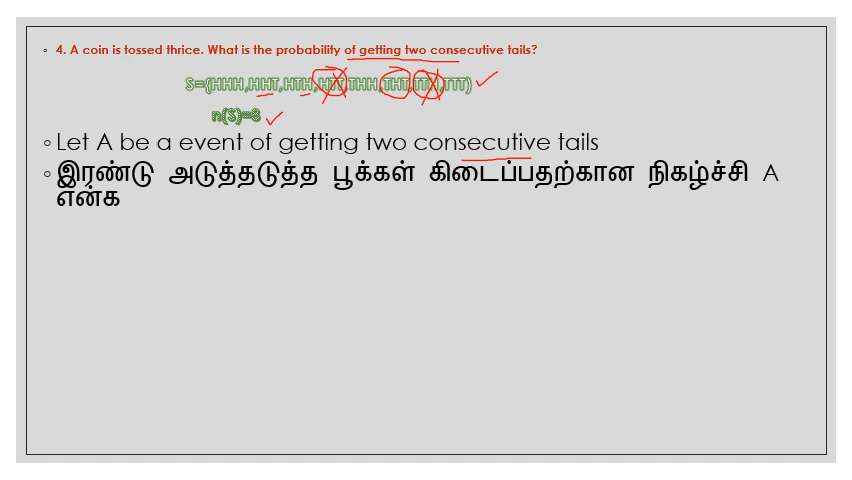 4. A coin is tossed thrice. What is the probability of getting two consecutive tails?
S={HHH,HHT,HTH,HTT,THH,THT,TTH,TTT}
n(S)=8
Let A be a event of getting two consecutive tails
இரண்டு அடுத்தடுத்த பூக்கள் கிடைப்பதற்கான நிகழ்ச்சி A
என்க